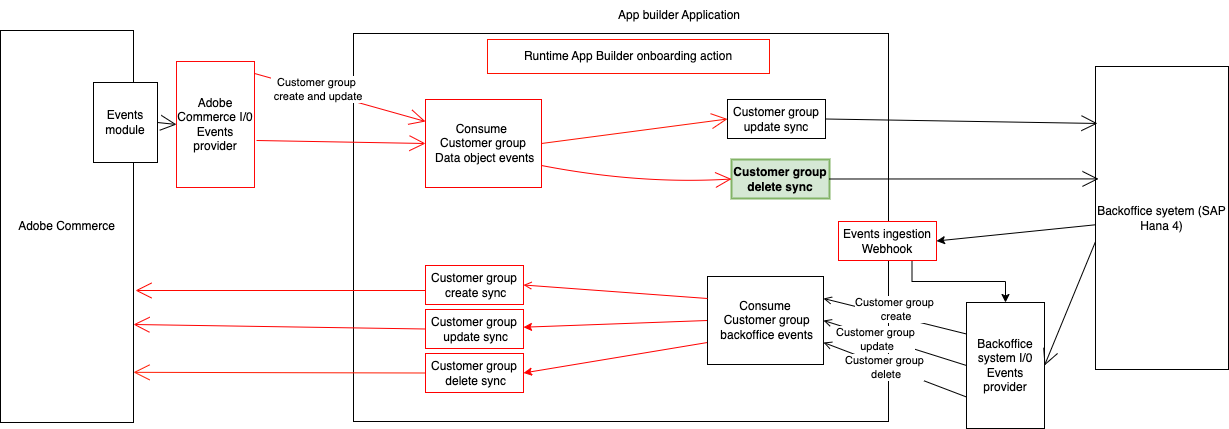 App builder Application
Runtime App Builder onboarding action
Customer group
create and update
Events
module
Adobe
Commerce I/0
Events
provider
Consume
Customer group
Data object events
Customer group
update sync
Customer group
delete sync
Adobe Commerce
Backoffice syetem (SAP
Hana 4)
Events ingestion
Webhook
Customer group
create sync
Customer group
update sync
Customer group
delete sync
Consume
Customer group
backoffice events
Customer group
create
Customer group
update
Customer group
delete
Backoffice
system I/0
Events
provider